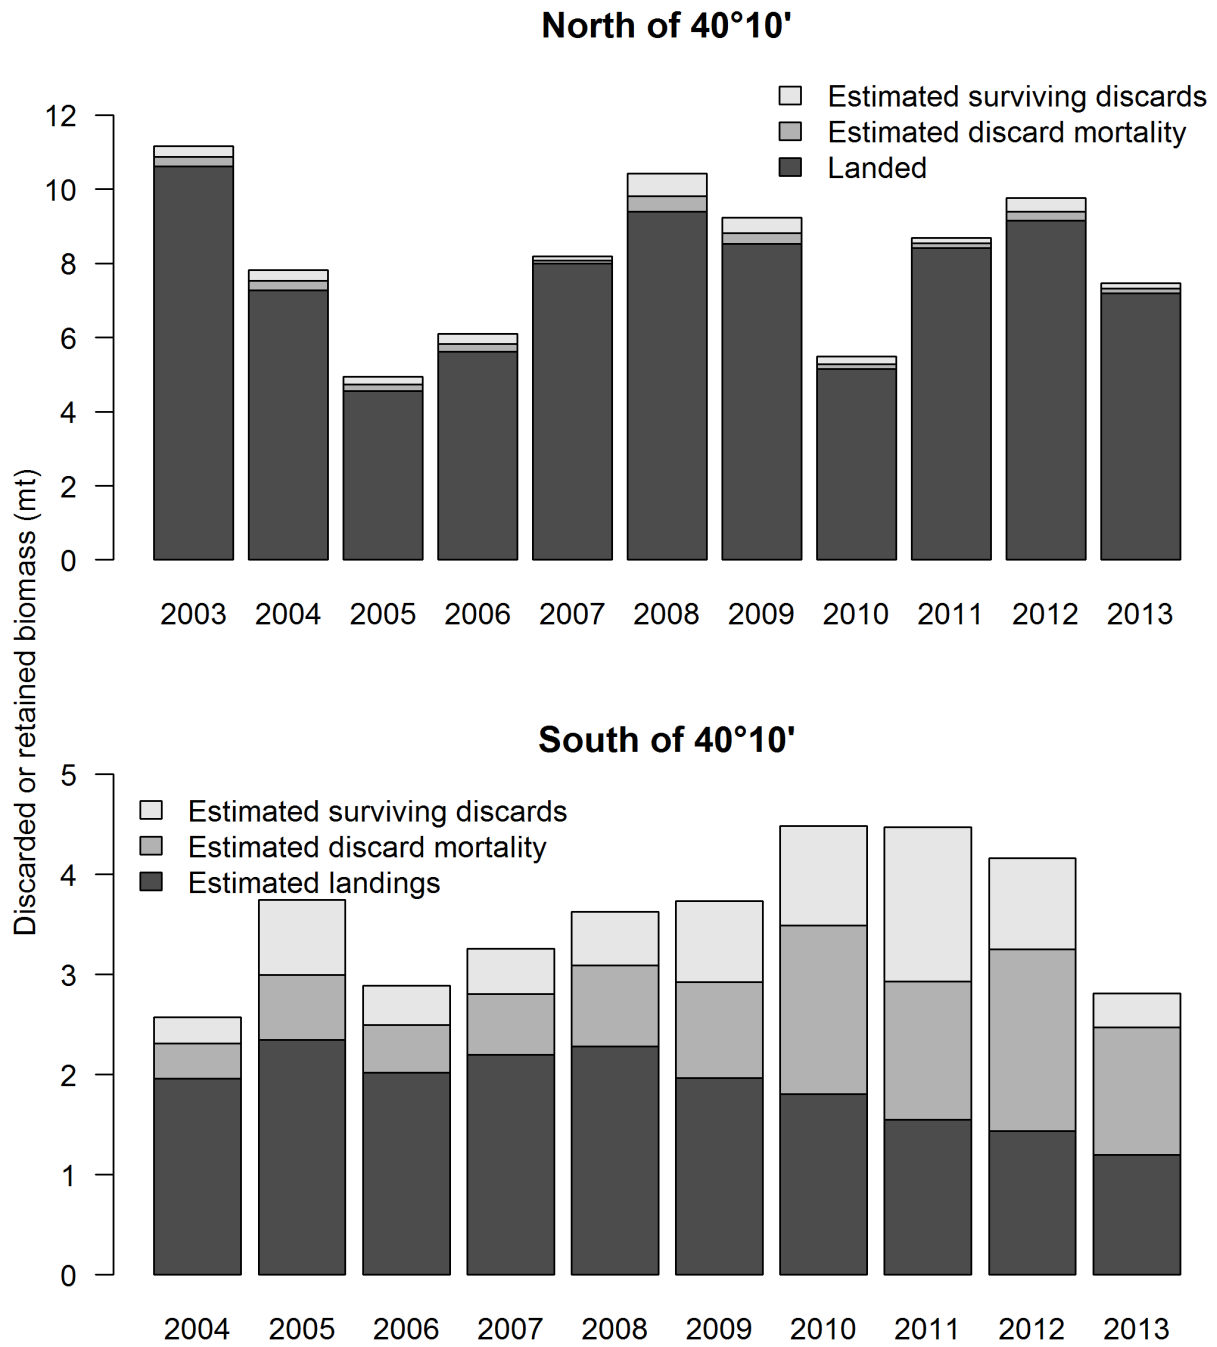 North of 40°10'
Estimated surviving discards
Estimated discard mortality
Landed
12
10
8
6
4
2
0
2003 2004 2005 2006 2007 2008 2009 2010 2011 2012 2013
Discarded or retained biomass (mt)
South of 40°10'
Estimated surviving discards
Estimated discard mortality
Estimated landings
5
4
3
2
1
0
2004 2005 2006 2007 2008 2009 2010 2011 2012 2013